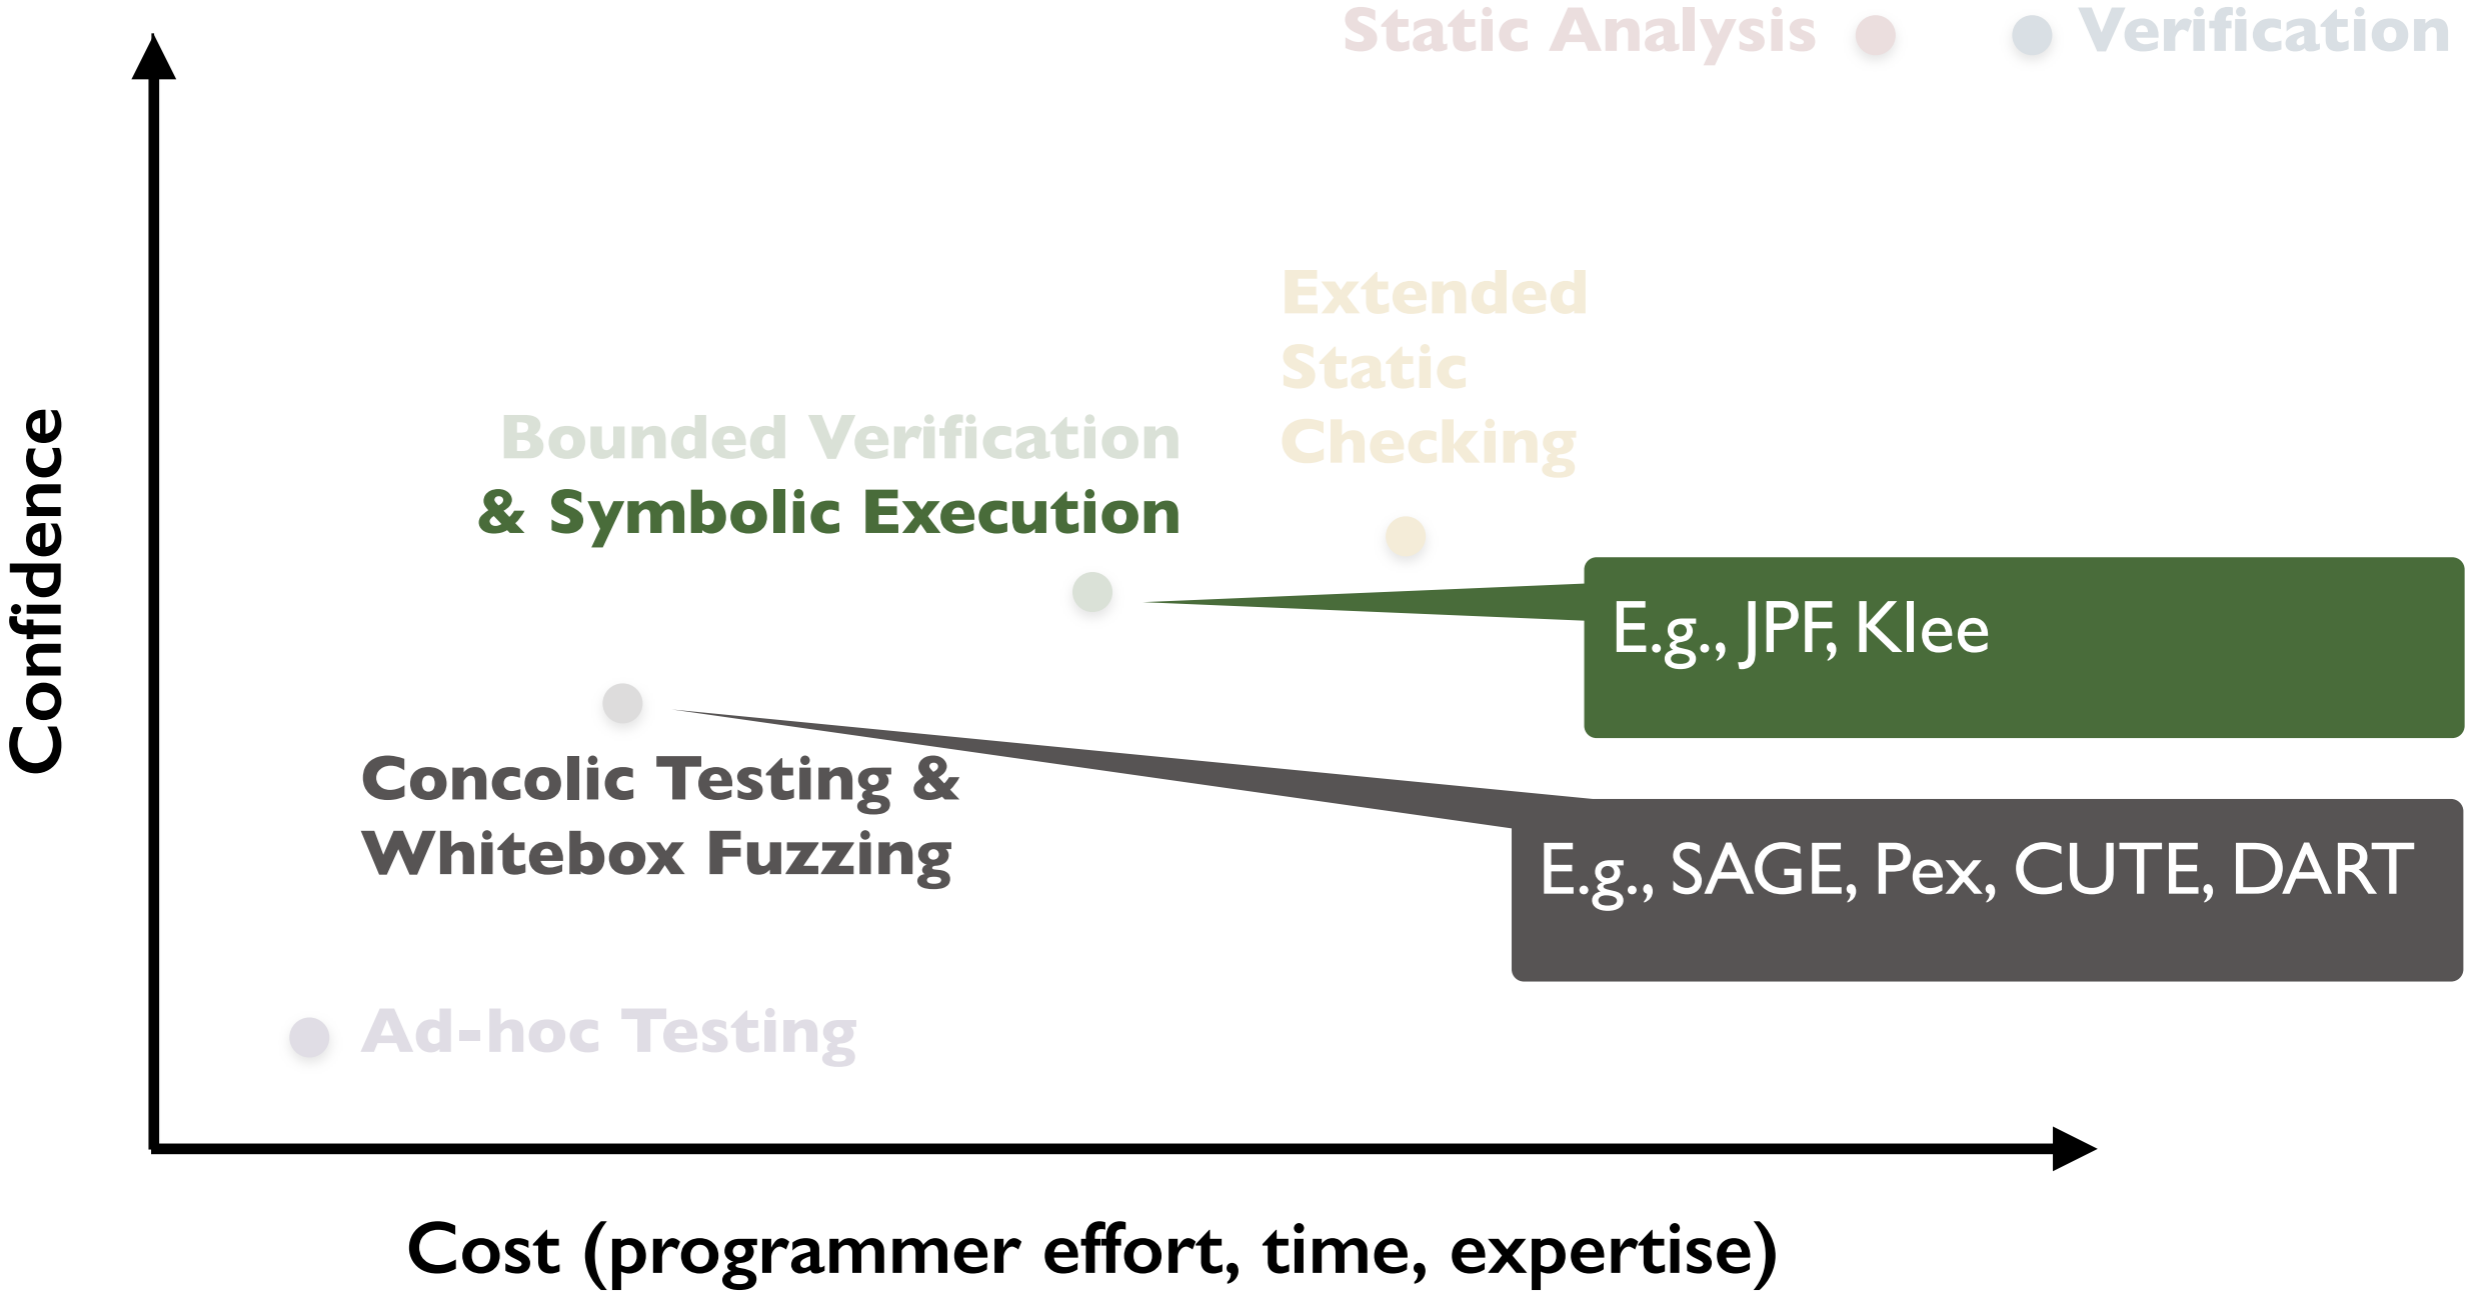 Static Analysis
Verification
Extended
Static
Checking
Bounded Verification
& Symbolic Execution
E.g., JPF, Klee
Concolic Testing &
Whitebox Fuzzing
E.g., SAGE, Pex, CUTE, DART
Ad-hoc Testing
Confidence
Cost (programmer effort, time, expertise)